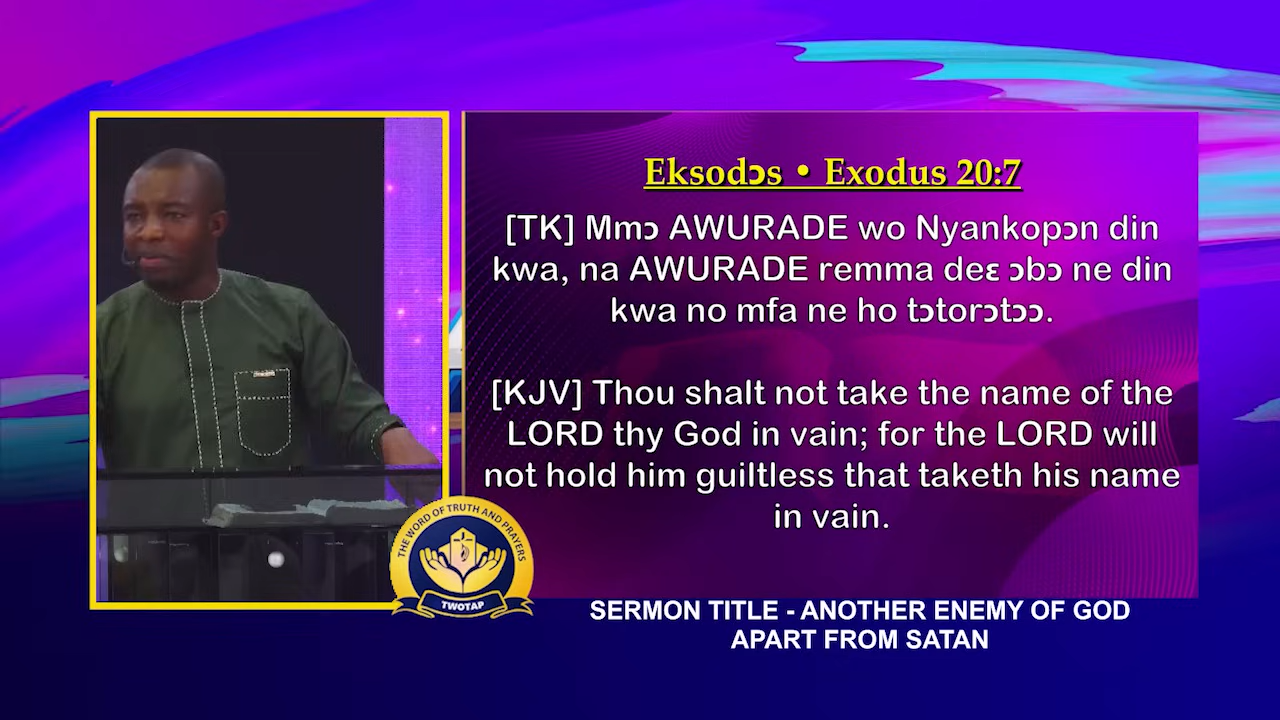 Eksodɔs • Exodus 20:7
[TK] Mmɔ AWURADE wo Nyankopɔn din
kwa, na AWURADE remma deɛ ɔbɔ ne din
kwa no mfa ne ho tɔtorɔtɔɔ.
[KJV] Thou shalt not take the name of the
LORD thy God in vain; for the LORD will
not hold him guiltless that taketh his name
in vain.
THE WORD OF TRUTH AND PRAYERS
TWOTAP
SERMON TITLE - ANOTHER ENEMY OF GOD
APART FROM SATAN